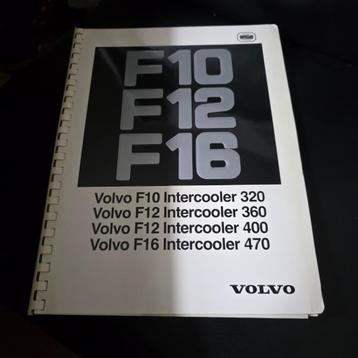 F10
F12
F16
Volvo F10 Intercooler 320
Volvo F12 Intercooler 360
Volvo F12 Intercooler 400
Volvo F16 Intercooler 470
VOLVO